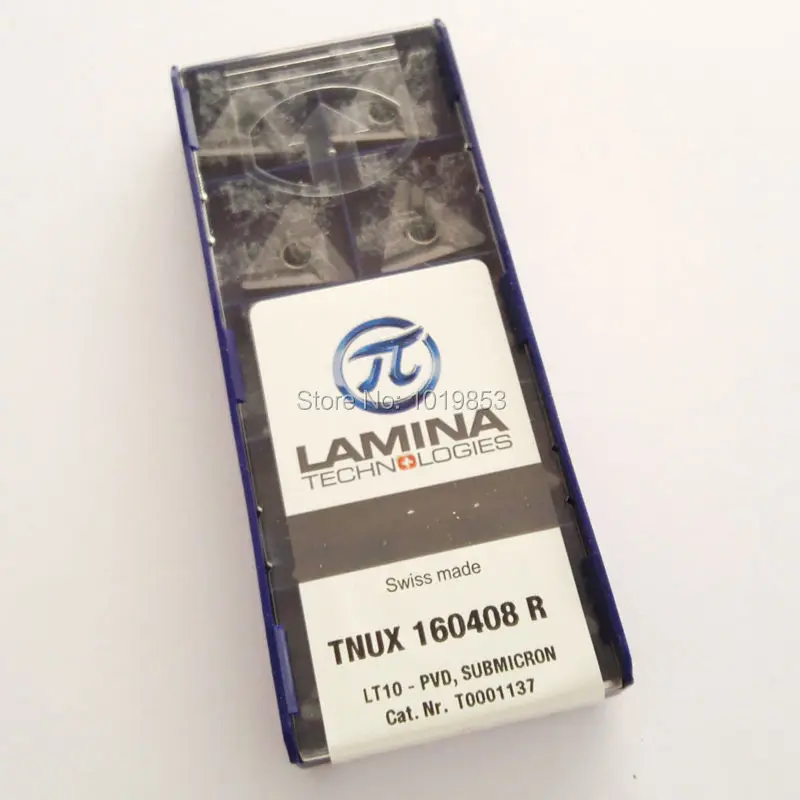 π
Store No: 1019853
LAMINA
TECHNOLOGIES
Swiss made
TNUX 160408 R
LT10 - PVD, SUBMICRON
Cat. Nr. T0001137